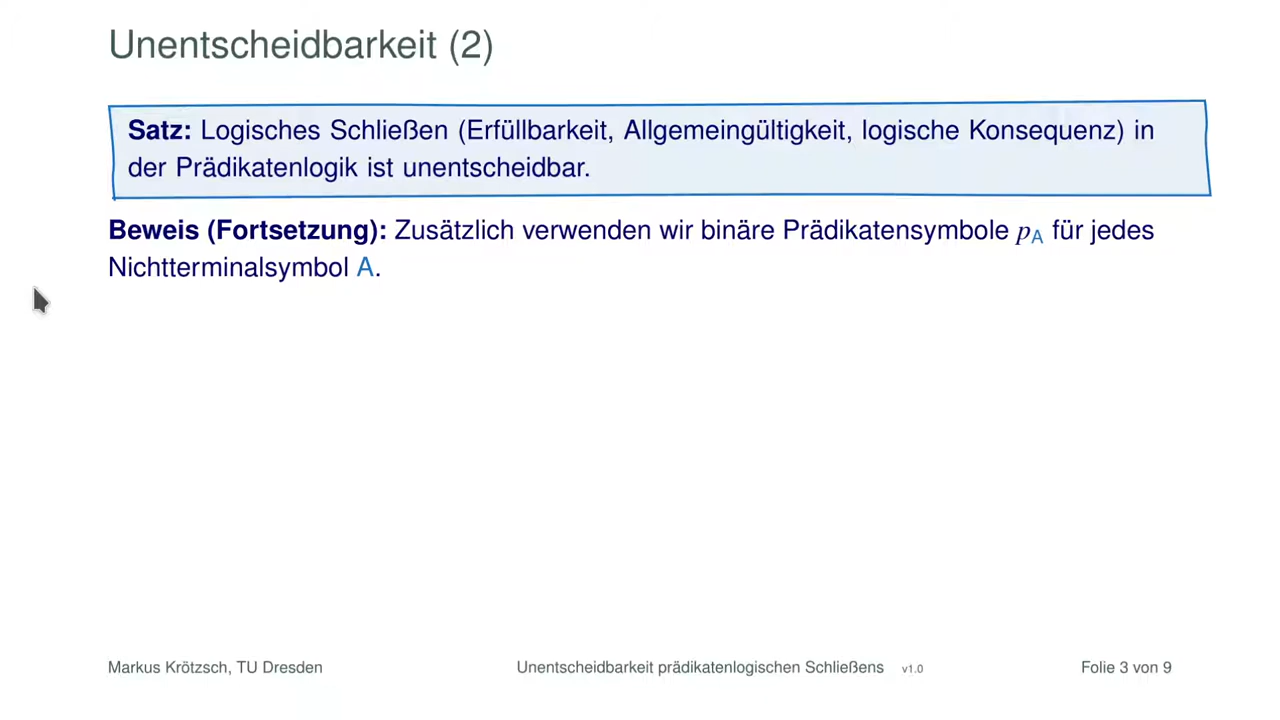 Unentscheidbarkeit (2)
Satz: Logisches Schließen (Erfüllbarkeit, Allgemeingültigkeit, logische Konsequenz) in
der Prädikatenlogik ist unentscheidbar.
Beweis (Fortsetzung): Zusätzlich verwenden wir binäre Prädikatensymbole p_A für jedes
Nichtterminalsymbol A.
Markus Krötzsch, TU Dresden Unentscheidbarkeit prädikatenlogischen Schließens v1.0 Folie 3 von 9